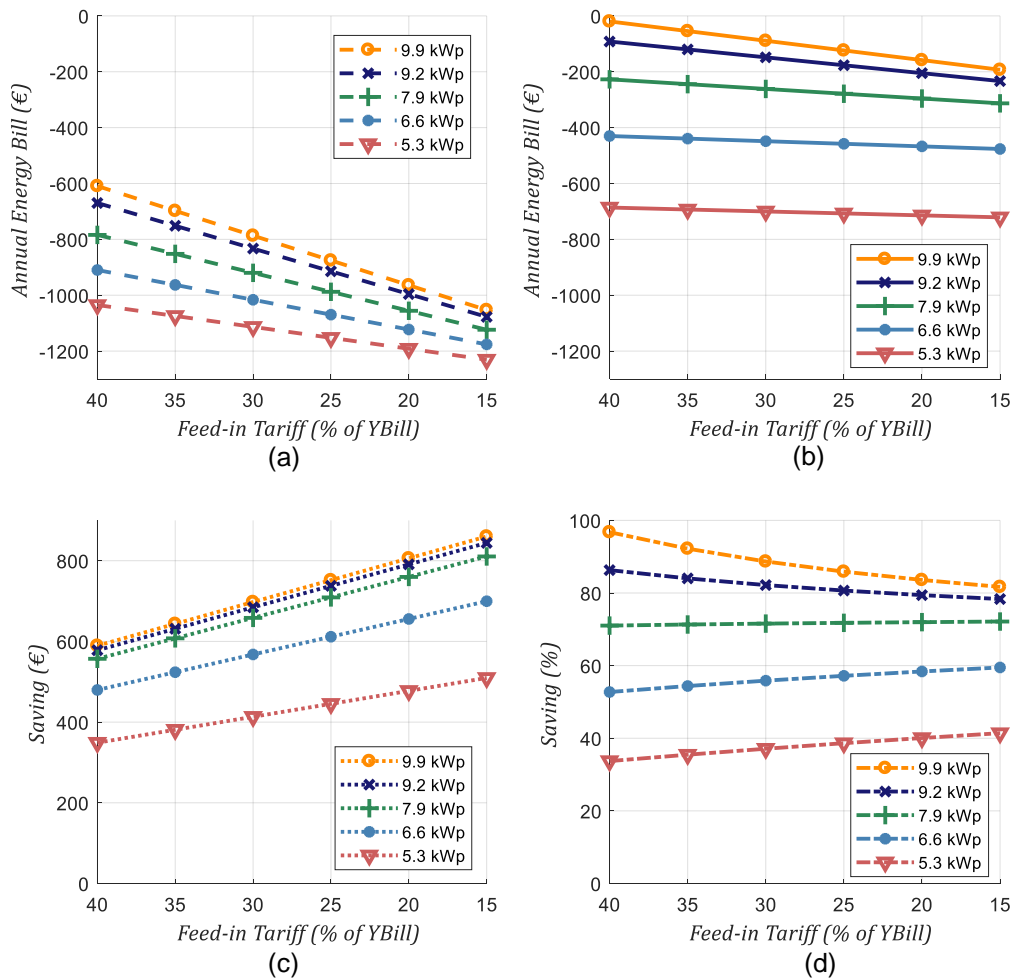 0
-200
-400
-600
-800
-1000
-1200
Annual Energy Bill (€)
9.9 kWp
9.2 kWp
7.9 kWp
6.6 kWp
5.3 kWp
40 35 30 25 20 15
Feed-in Tariff (% of YBill)
(a)
0
-200
-400
-600
-800
-1000
-1200
Annual Energy Bill (€)
9.9 kWp
9.2 kWp
7.9 kWp
6.6 kWp
5.3 kWp
40 35 30 25 20 15
Feed-in Tariff (% of YBill)
(b)
800
600
400
200
0
Saving (€)
9.9 kWp
9.2 kWp
7.9 kWp
6.6 kWp
5.3 kWp
40 35 30 25 20 15
Feed-in Tariff (% of YBill)
(c)
100
80
60
40
20
0
Saving (%)
9.9 kWp
9.2 kWp
7.9 kWp
6.6 kWp
5.3 kWp
40 35 30 25 20 15
Feed-in Tariff (% of YBill)
(d)